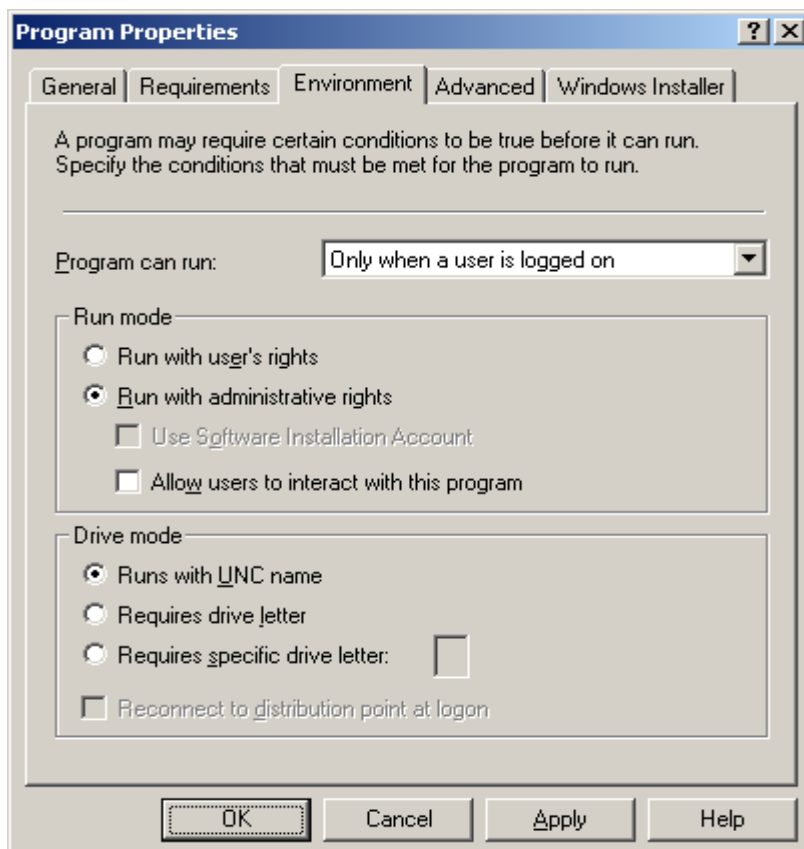 Program Properties
General Requirements Environment Advanced Windows Installer
A program may require certain conditions to be true before it can run.
Specify the conditions that must be met for the program to run.
Program can run: Only when a user is logged on
Run mode
Run with user's rights
Run with administrative rights
Use Software Installation Account
Allow users to interact with this program
Drive mode
Runs with UNC name
Requires drive letter
Requires specific drive letter:
Reconnect to distribution point at logon
OK Cancel Apply Help